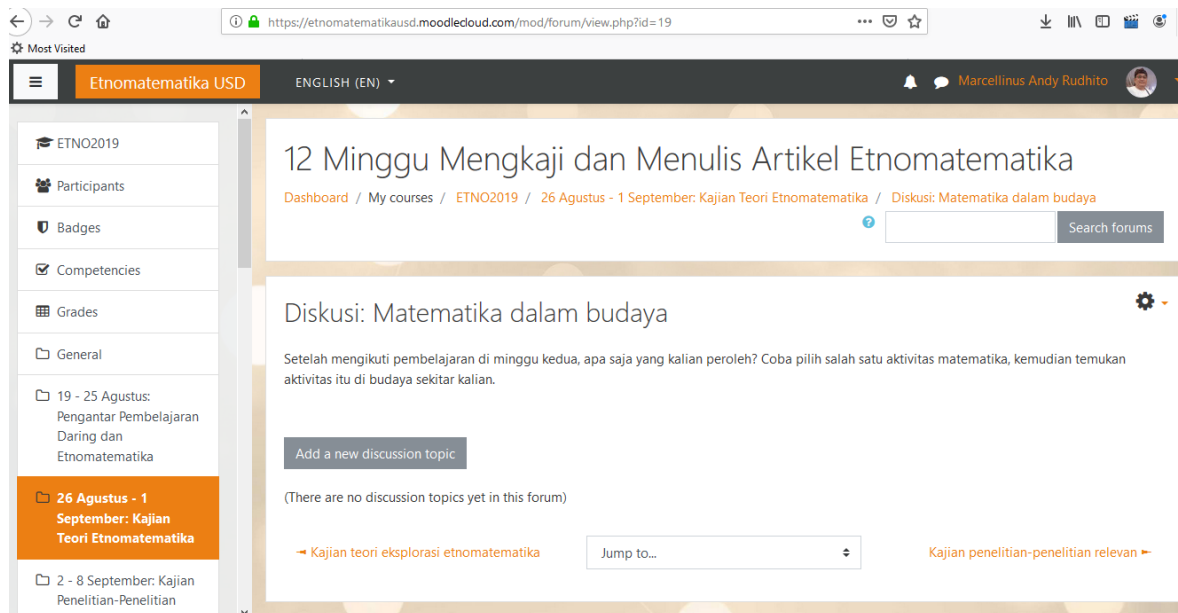 https://etnomatematikausd.moodlecloud.com/mod/forum/view.php?id=19
Most Visited
Etnomatematika USD
ENGLISH (EN)
Marcellinus Andy Rudhito
ETNO2019
Participants
Badges
Competencies
Grades
General
19 - 25 Agustus:
Pengantar Pembelajaran
Daring dan
Etnomatematika
26 Agustus - 1
September: Kajian
Teori Etnomatematika
2 - 8 September: Kajian
Penelitian-Penelitian
12 Minggu Mengkaji dan Menulis Artikel Etnomatematika
Dashboard / My courses / ETNO2019 / 26 Agustus - 1 September: Kajian Teori Etnomatematika / Diskusi: Matematika dalam budaya
Search forums
Diskusi: Matematika dalam budaya
Setelah mengikuti pembelajaran di minggu kedua, apa saja yang kalian peroleh? Coba pilih salah satu aktivitas matematika, kemudian temukan
aktivitas itu di budaya sekitar kalian.
Add a new discussion topic
(There are no discussion topics yet in this forum)
◄ Kajian teori eksplorasi etnomatematika
Jump to...
Kajian penelitian-penelitian relevan ►